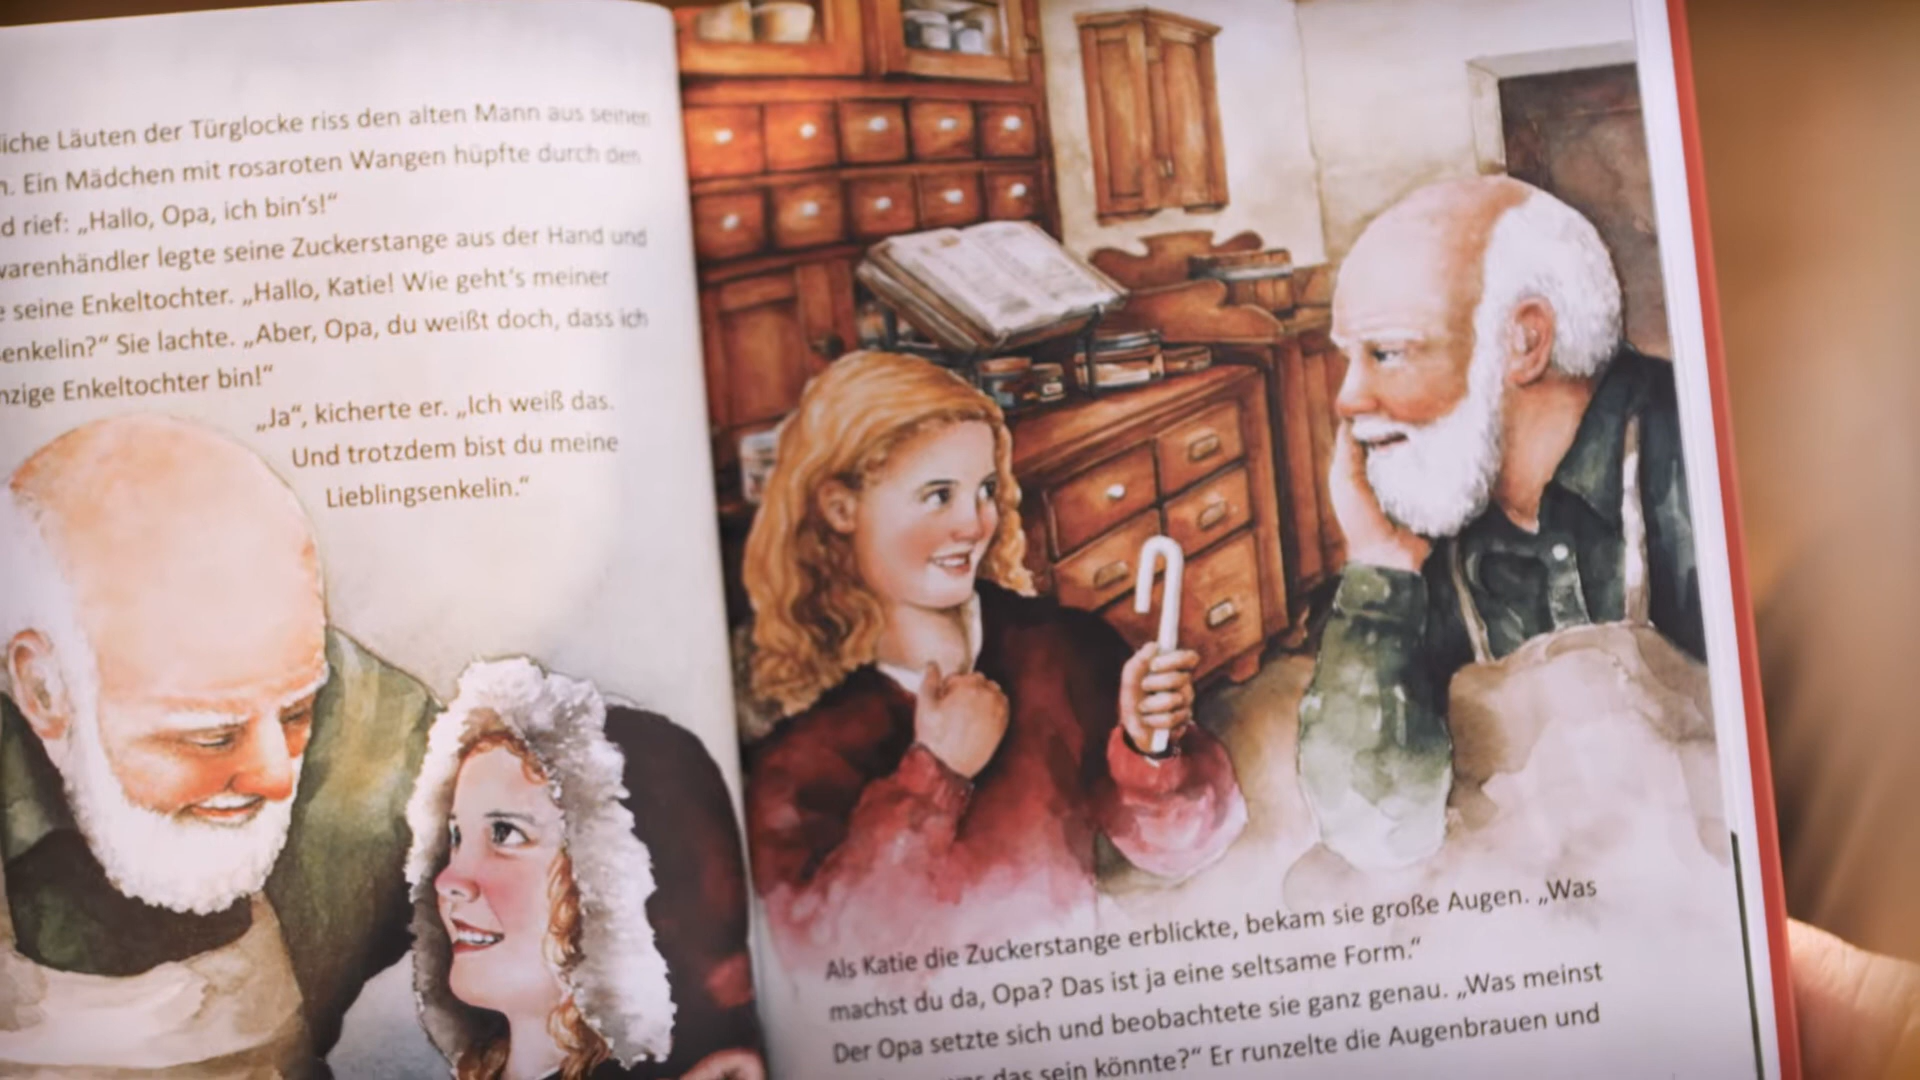 Läuten der Türglocke riss den alten Mann aus seinen
Ein Mädchen mit rosaroten Wangen hüpfte durch den
rief: „Hallo, Opa, ich bin's!“
legte seine Zuckerstange aus der Hand und
seine Enkeltochter. „Hallo, Katie! Wie geht's meiner
Sie lachte. „Aber, Opa, du weißt doch, dass ich
Enkeltochter bin!“
„Ja“, kicherte er. „Ich weiß das.
Und trotzdem bist du meine
Lieblingsenkelin.“
Als Katie die Zuckerstange erblickte, bekam sie große Augen. „Was
machst du da, Opa? Das ist ja eine seltsame Form.“
Der Opa setzte sich und beobachtete sie ganz genau. „Was meinst
das sein könnte?“ Er runzelte die Augenbrauen und